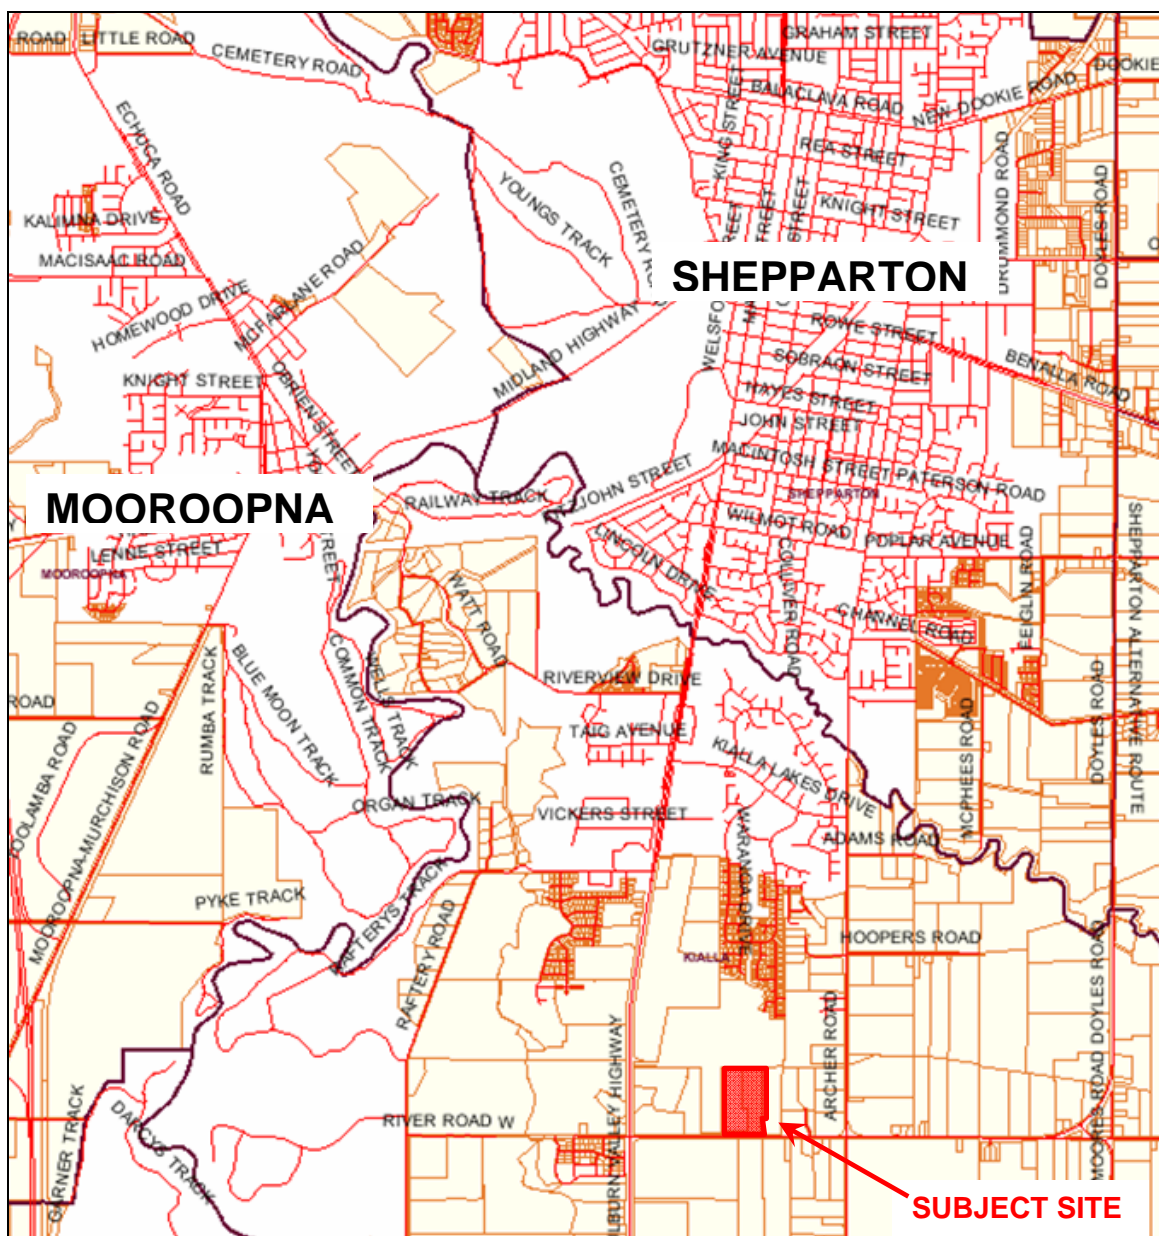 ROAD
LITTLE ROAD
CEMETERY ROAD
GRUTZNER AVENUE
GRAHAM STREET
BALACLAVA ROAD
NEW DOOKIE ROAD
DOOKIE
ECHUCA ROAD
KING STREET
REA STREET
CEMETERY
YOUNGS TRACK
KNIGHT STREET
DRUMMOND ROAD
DOYLES ROAD
KALIMNA DRIVE
MACISAAC ROAD
STREET
STREET
SHEPPARTON
HOMEWOOD DRIVE
MCFARLANE ROAD
MIDLAND HIGHWAY
ROWE STREET
SOBRAON STREET
BENALLA ROAD
KNIGHT STREET
OBRIEN STREET
HAYES STREET
JOHN STREET
MACINTOSH STREET
PATERSON ROAD
MOOROOPNA
RAILWAY TRACK
JOHN STREET
SHEPPARTON
WILMOT ROAD
POPLAR AVENUE
LENNE STREET
MOOROOPNA
STREET
LINCOLN DRIVE
COLLIVER ROAD
FEIGLIN ROAD
SHEPPARTON ALTERNATIVE ROUTE
WATT ROAD
CHANNEL ROAD
BLUE MOON TRACK
COMMON TRACK
WELLS TRACK
RIVERVIEW DRIVE
ROAD
RUMBA TRACK
TAIG AVENUE
KIALLA LAKES DRIVE
MCPHEES ROAD
DOYLES ROAD
MOOROOPNA-MURCHISON ROAD
ORGAN TRACK
VICKERS STREET
WARANGA DRIVE
ADAMS ROAD
PYKE TRACK
RAFTERY ROAD
KIALLA
HOOPERS ROAD
ARCHER ROAD
MOORES ROAD
DOYLES ROAD
GARNER TRACK
DARCYS TRACK
RIVER ROAD W
VALLEY HIGHWAY
SUBJECT SITE